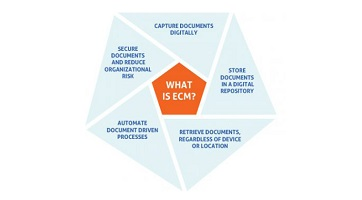 CAPTURE DOCUMENTS
DIGITALLY
SECURE
DOCUMENTS
AND REDUCE
ORGANIZATIONAL
RISK
STORE
DOCUMENTS
IN A DIGITAL
REPOSITORY
WHAT
IS ECM?
AUTOMATE
DOCUMENT DRIVEN
PROCESSES
RETRIEVE DOCUMENTS,
REGARDLESS OF DEVICE
OR LOCATION